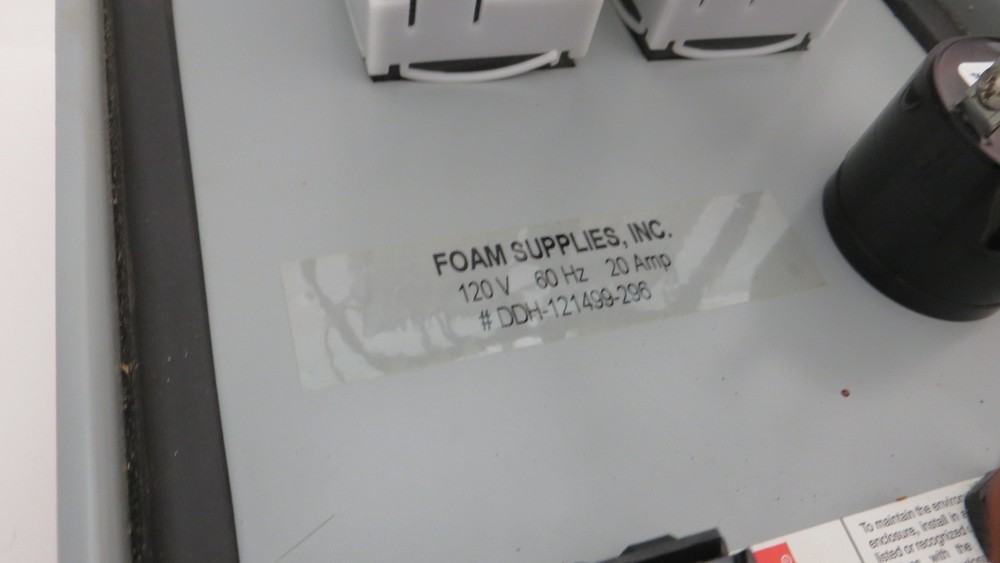 FOAM SUPPLIES, INC.
120 V 60 Hz 20 Amp
# DDH-121499-296
To maintain the environ
enclosure, install in
listed or recognized
with the